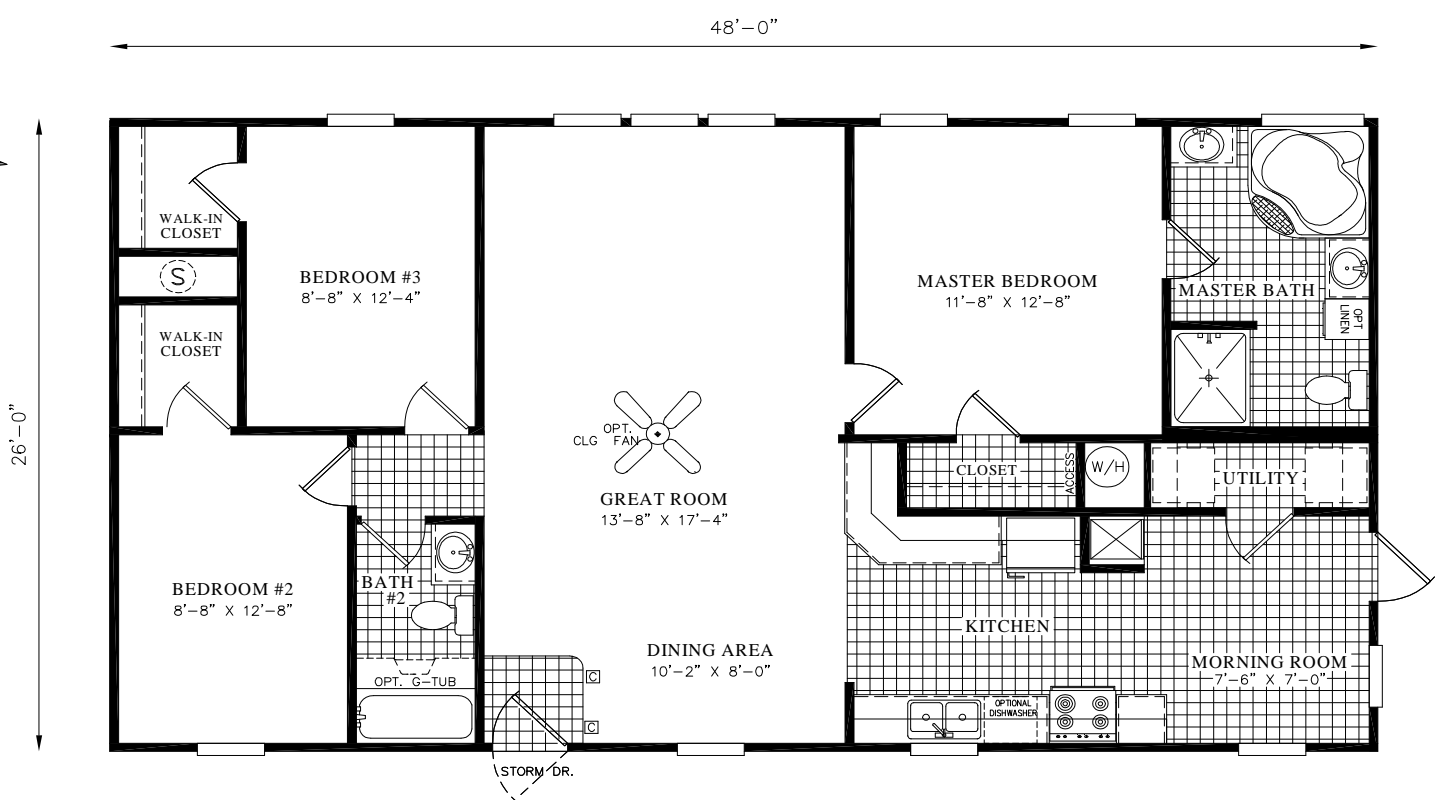 48'-0"
26'-0"
WALK-IN
CLOSET
S
WALK-IN
CLOSET
BEDROOM #3
8'-8" X 12'-4"
MASTER BEDROOM
11'-8" X 12'-8"
MASTER BATH
OPT
LINEN
OPT.
CLG FAN
GREAT ROOM
13'-8" X 17'-4"
CLOSET
ACCESS
W/H
UTILITY
BEDROOM #2
8'-8" X 12'-8"
BATH
#2
OPT. G-TUB
KITCHEN
DINING AREA
10'-2" X 8'-0"
MORNING ROOM
7'-6" X 7'-0"
C
C
OPTIONAL
DISHWASHER
STORM DR.